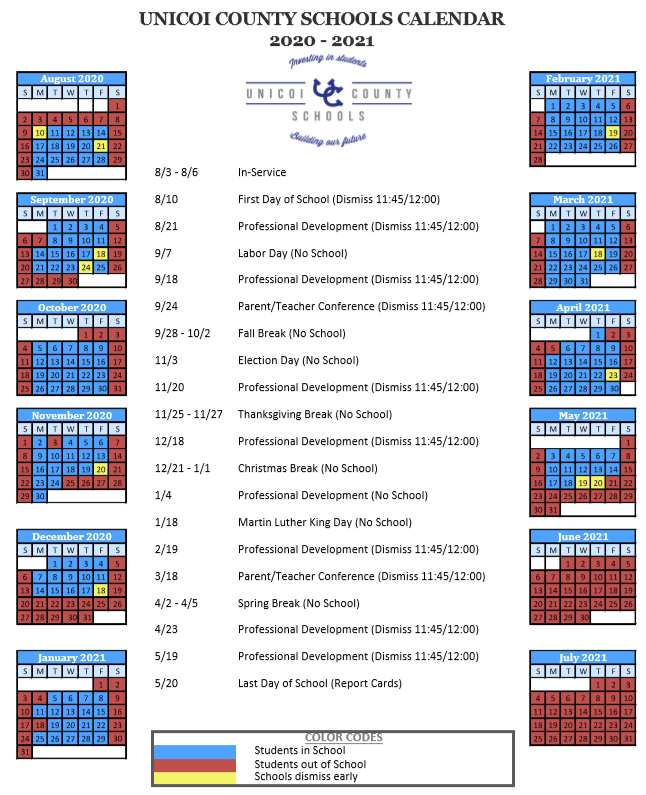 UNICOI COUNTY SCHOOLS CALENDAR
2020 - 2021
Investing in students
UNICOI UC COUNTY
SCHOOLS
Building our future
August 2020
S M T W T F S
1
2 3 4 5 6 7 8
9 10 11 12 13 14 15
16 17 18 19 20 21 22
23 24 25 26 27 28 29
30 31
September 2020
S M T W T F S
1 2 3 4 5
6 7 8 9 10 11 12
13 14 15 16 17 18 19
20 21 22 23 24 25 26
27 28 29 30
October 2020
S M T W T F S
1 2 3
4 5 6 7 8 9 10
11 12 13 14 15 16 17
18 19 20 21 22 23 24
25 26 27 28 29 30 31
November 2020
S M T W T F S
1 2 3 4 5 6 7
8 9 10 11 12 13 14
15 16 17 18 19 20 21
22 23 24 25 26 27 28
29 30
December 2020
S M T W T F S
1 2 3 4 5
6 7 8 9 10 11 12
13 14 15 16 17 18 19
20 21 22 23 24 25 26
27 28 29 30 31
January 2021
S M T W T F S
1 2
3 4 5 6 7 8 9
10 11 12 13 14 15 16
17 18 19 20 21 22 23
24 25 26 27 28 29 30
31
8/3 - 8/6 In-Service
8/10 First Day of School (Dismiss 11:45/12:00)
8/21 Professional Development (Dismiss 11:45/12:00)
9/7 Labor Day (No School)
9/18 Professional Development (Dismiss 11:45/12:00)
9/24 Parent/Teacher Conference (Dismiss 11:45/12:00)
9/28 - 10/2 Fall Break (No School)
11/3 Election Day (No School)
11/20 Professional Development (Dismiss 11:45/12:00)
11/25 - 11/27 Thanksgiving Break (No School)
12/18 Professional Development (Dismiss 11:45/12:00)
12/21 - 1/1 Christmas Break (No School)
1/4 Professional Development (No School)
1/18 Martin Luther King Day (No School)
2/19 Professional Development (Dismiss 11:45/12:00)
3/18 Parent/Teacher Conference (Dismiss 11:45/12:00)
4/2 - 4/5 Spring Break (No School)
4/23 Professional Development (Dismiss 11:45/12:00)
5/19 Professional Development (Dismiss 11:45/12:00)
5/20 Last Day of School (Report Cards)
February 2021
S M T W T F S
1 2 3 4 5 6
7 8 9 10 11 12 13
14 15 16 17 18 19 20
21 22 23 24 25 26 27
28
March 2021
S M T W T F S
1 2 3 4 5 6
7 8 9 10 11 12 13
14 15 16 17 18 19 20
21 22 23 24 25 26 27
28 29 30 31
April 2021
S M T W T F S
1 2 3
4 5 6 7 8 9 10
11 12 13 14 15 16 17
18 19 20 21 22 23 24
25 26 27 28 29 30
May 2021
S M T W T F S
1
2 3 4 5 6 7 8
9 10 11 12 13 14 15
16 17 18 19 20 21 22
23 24 25 26 27 28 29
30 31
June 2021
S M T W T F S
1 2 3 4 5
6 7 8 9 10 11 12
13 14 15 16 17 18 19
20 21 22 23 24 25 26
27 28 29 30
July 2021
S M T W T F S
1 2 3
4 5 6 7 8 9 10
11 12 13 14 15 16 17
18 19 20 21 22 23 24
25 26 27 28 29 30 31
COLOR CODES
Students in School
Students out of School
Schools dismiss early